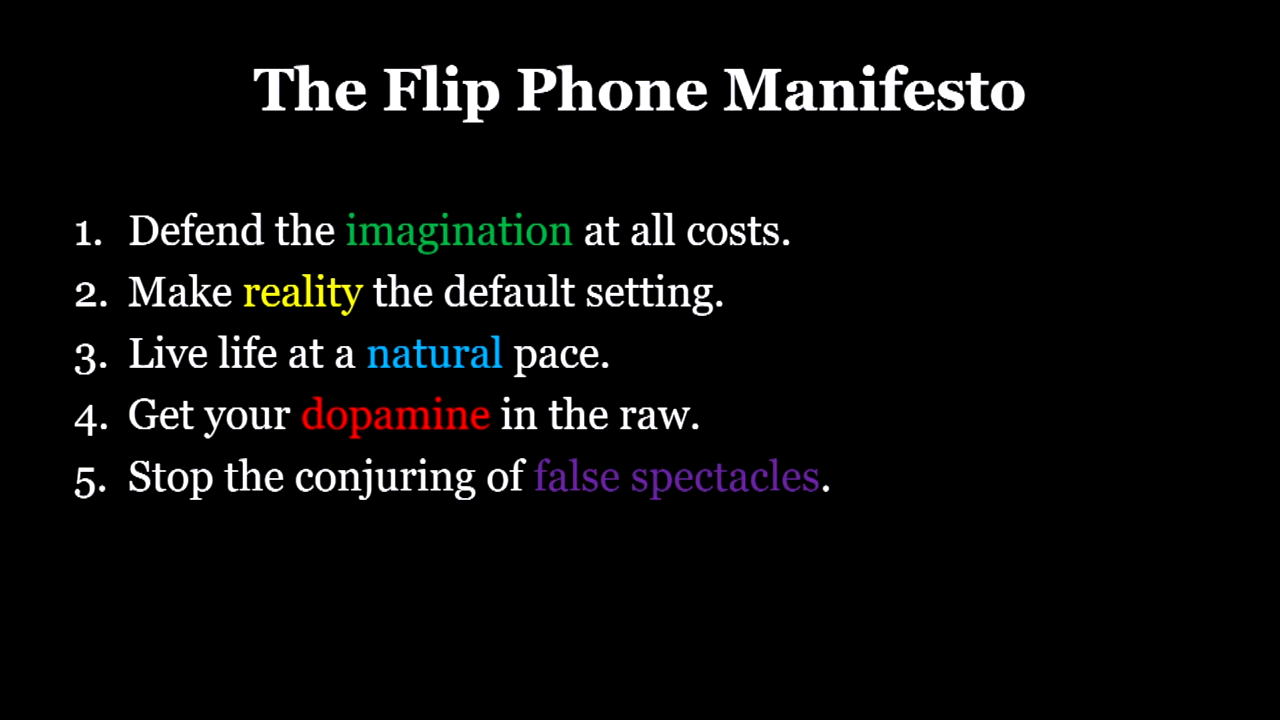 The Flip Phone Manifesto
1. Defend the imagination at all costs.
2. Make reality the default setting.
3. Live life at a natural pace.
4. Get your dopamine in the raw.
5. Stop the conjuring of false spectacles.